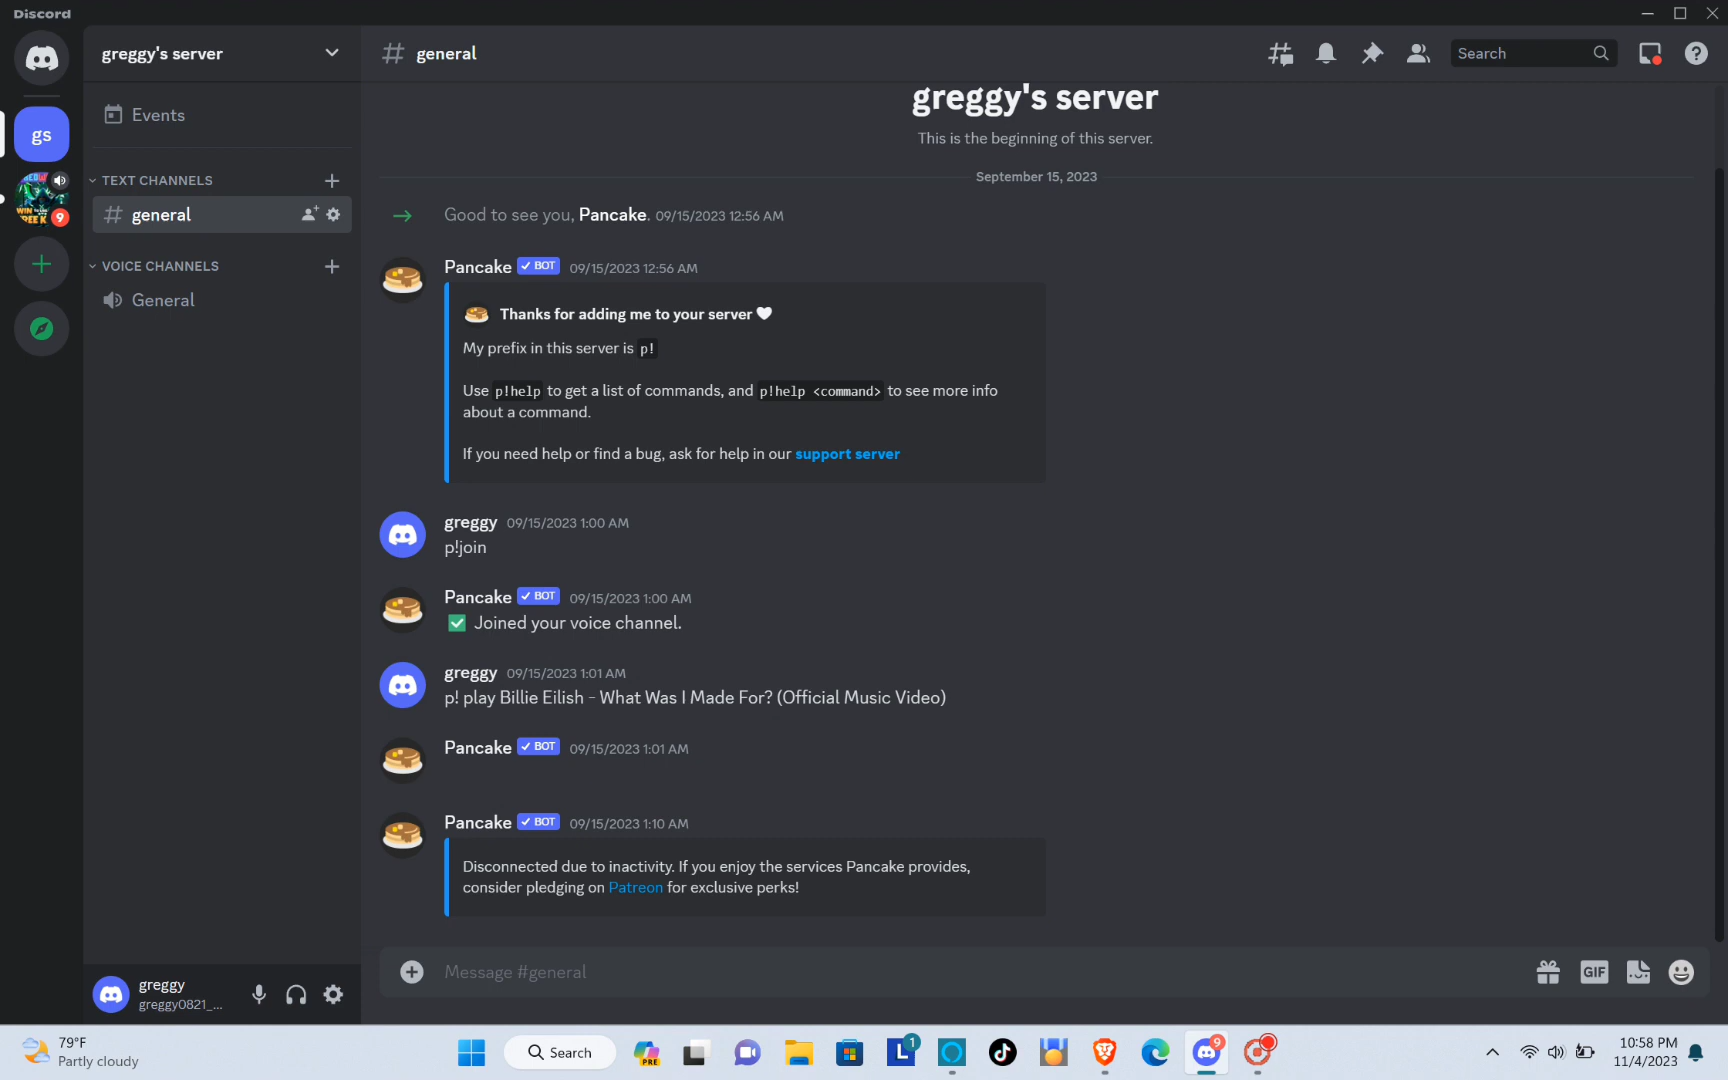 Discord
greggy's server
general
Search
gs
9
Events
TEXT CHANNELS
general
VOICE CHANNELS
General
greggy's server
This is the beginning of this server.
September 15, 2023
Good to see you, Pancake. 09/15/2023 12:56 AM
Pancake ✓ BOT 09/15/2023 12:56 AM
Thanks for adding me to your server
My prefix in this server is p!
Use p!help to get a list of commands, and p!help <command> to see more info
about a command.
If you need help or find a bug, ask for help in our support server
greggy 09/15/2023 1:00 AM
p!join
Pancake ✓ BOT 09/15/2023 1:00 AM
Joined your voice channel.
greggy 09/15/2023 1:01 AM
p! play Billie Eilish - What Was I Made For? (Official Music Video)
Pancake ✓ BOT 09/15/2023 1:01 AM
Pancake ✓ BOT 09/15/2023 1:10 AM
Disconnected due to inactivity. If you enjoy the services Pancake provides,
consider pledging on Patreon for exclusive perks!
Message #general
GIF
greggy
greggy0821_...
79°F
Partly cloudy
Search
PRE
L
1
9
10:58 PM
11/4/2023